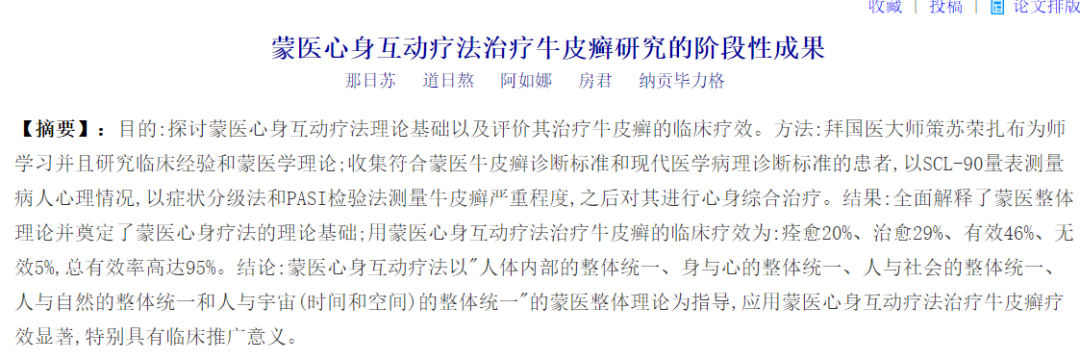 收藏 | 投稿 | 论文排版
蒙医心身互动疗法治疗牛皮癣研究的阶段性成果
那日苏 道日熬 阿如娜 房君 纳贡毕力格
【摘要】：目的:探讨蒙医心身互动疗法理论基础以及评价其治疗牛皮癣的临床疗效。方法:拜国医大师策苏荣扎布为师
学习并且研究临床经验和蒙医学理论;收集符合蒙医牛皮癣诊断标准和现代医学病理诊断标准的患者,以SCL-90量表测量
病人心理情况,以症状分级法和PASI检验法测量牛皮癣严重程度,之后对其进行心身综合治疗。结果:全面解释了蒙医整体
理论并奠定了蒙医心身疗法的理论基础;用蒙医心身互动疗法治疗牛皮癣的临床疗效为:痊愈20%、治愈29%、有效46%、无
效5%,总有效率高达95%。结论:蒙医心身互动疗法以"人体内部的整体统一、身与心的整体统一、人与社会的整体统一、
人与自然的整体统一和人与宇宙(时间和空间)的整体统一"的蒙医整体理论为指导,应用蒙医心身互动疗法治疗牛皮癣疗
效显著,特别具有临床推广意义。